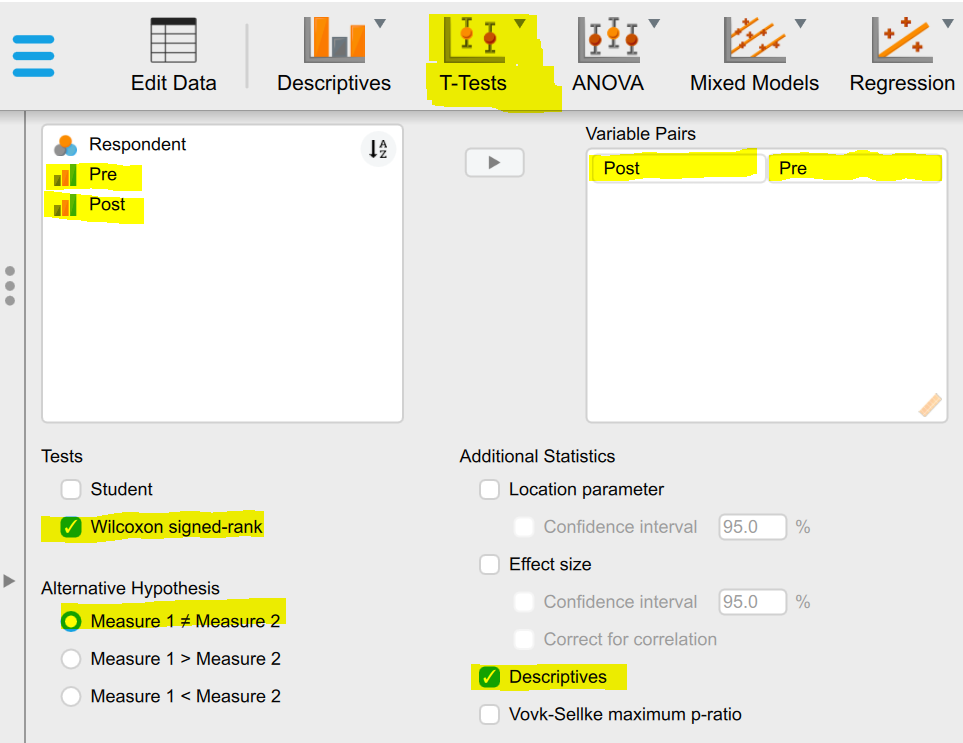 Edit Data
Descriptives
T-Tests
ANOVA
Mixed Models
Regression
Respondent
A
Z
Pre
Post
Variable Pairs
Post Pre
Tests
Student
Wilcoxon signed-rank
Alternative Hypothesis
Measure 1 ≠ Measure 2
Measure 1 > Measure 2
Measure 1 < Measure 2
Additional Statistics
Location parameter
Confidence interval 95.0 %
Effect size
Confidence interval 95.0 %
Correct for correlation
Descriptives
Vovk-Sellke maximum p-ratio